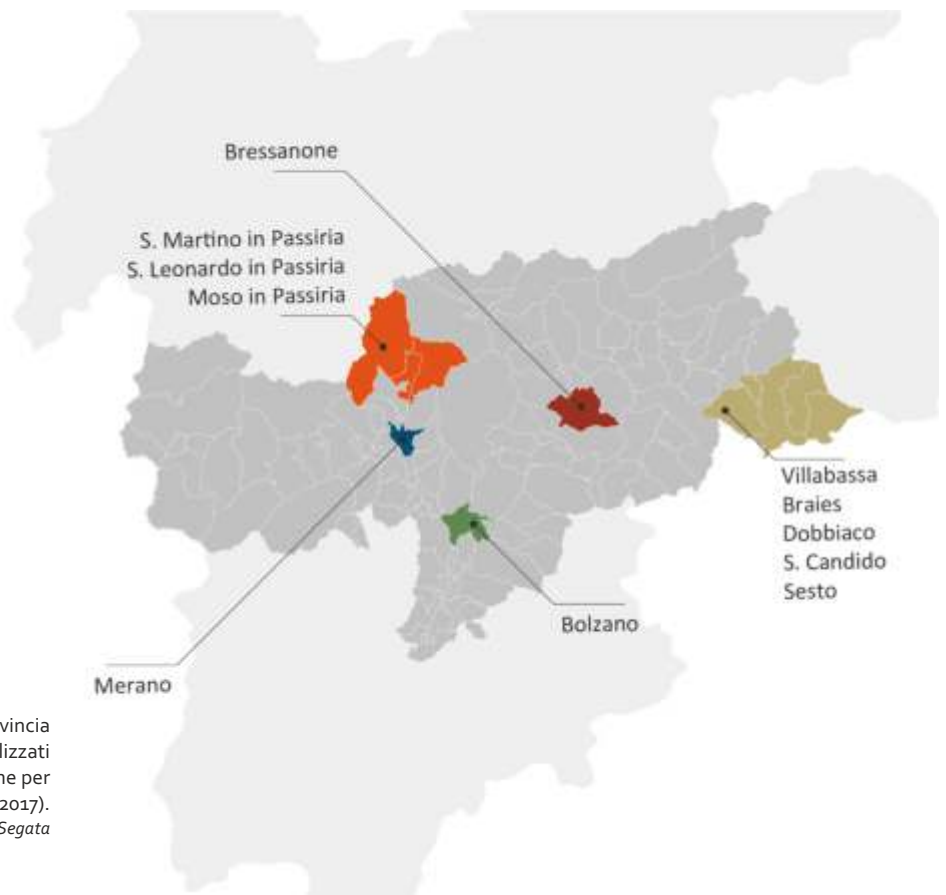 Bressanone
S. Martino in Passiria
S. Leonardo in Passiria
Moso in Passiria
Villabassa
Braies
Dobbiaco
S. Candido
Sesto
Bolzano
Merano
vincia
lizzati
ne per
2017).
Segata